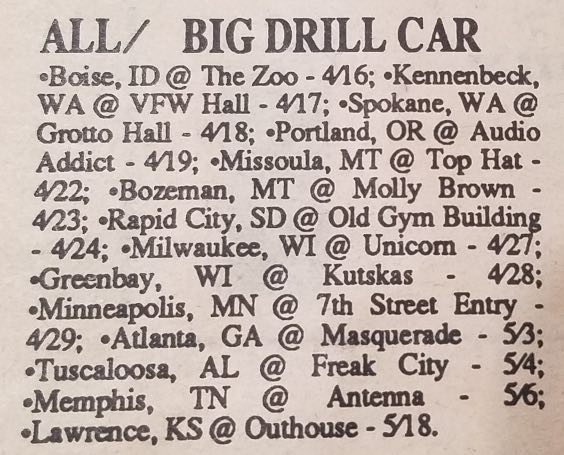 ALL/ BIG DRILL CAR
•Boise, ID @ The Zoo - 4/16; •Kennenbeck,
WA @ VFW Hall - 4/17; •Spokane, WA @
Grotto Hall - 4/18; •Portland, OR @ Audio
Addict - 4/19; •Missoula, MT @ Top Hat -
4/22; •Bozeman, MT @ Molly Brown -
4/23; •Rapid City, SD @ Old Gym Building
- 4/24; •Milwaukee, WI @ Unicorn - 4/27;
•Greenbay, WI @ Kutskas - 4/28;
•Minneapolis, MN @ 7th Street Entry -
4/29; •Atlanta, GA @ Masquerade - 5/3;
•Tuscaloosa, AL @ Freak City - 5/4;
•Memphis, TN @ Antenna - 5/6;
•Lawrence, KS @ Outhouse - 5/18.